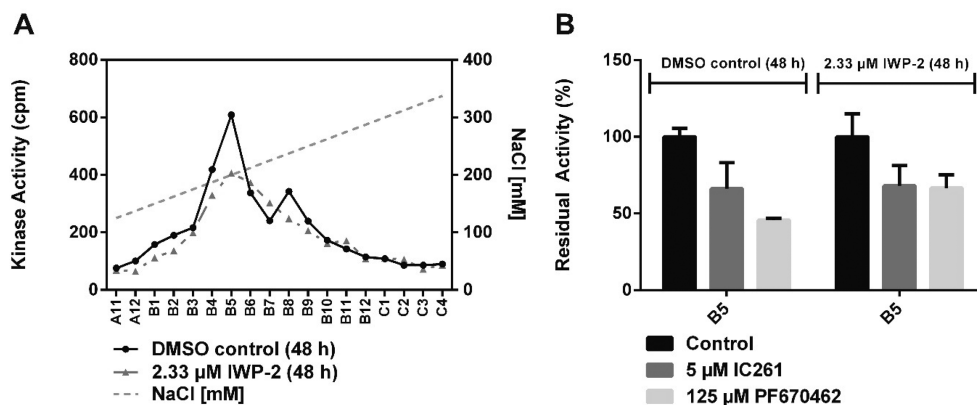 A
Kinase Activity (cpm)
800
600
400
200
0
400
300
200
100
0
NaCl [mM]
A11
A12
B1
B2
B3
B4
B5
B6
B7
B8
B9
B10
B11
B12
C1
C2
C3
C4
DMSO control (48 h)
2.33 µM IWP-2 (48 h)
NaCl [mM]
B
Residual Activity (%)
150
100
50
0
DMSO control (48 h)
2.33 µM IWP-2 (48 h)
B5
B5
Control
5 µM IC261
125 µM PF670462